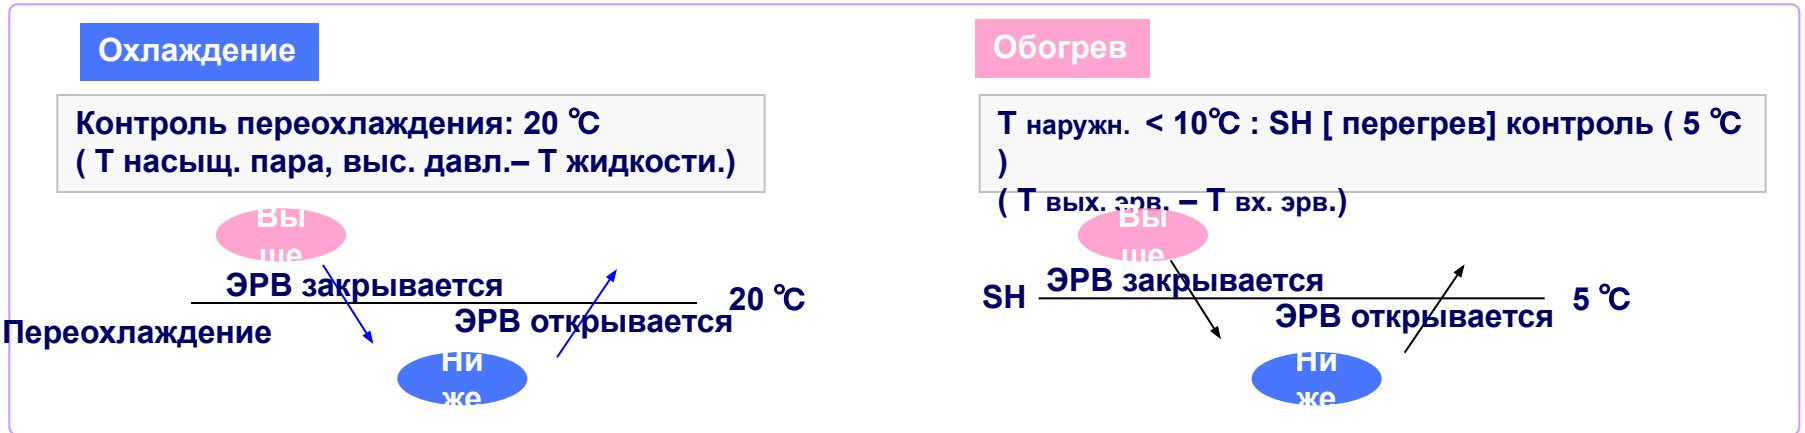 Охлаждение
Контроль переохлаждения: 20 ℃
( Т насыщ. пара, выс. давл.– Т жидкости.)
Вы
ше
ЭРВ закрывается
20 ℃
ЭРВ открывается
Переохлаждение
Ни
же
Обогрев
Т наружн. < 10℃ : SH [ перегрев] контроль ( 5 ℃
)
( Т вых. эрв. – Т вх. эрв.)
Вы
ше
ЭРВ закрывается
SH
5 ℃
ЭРВ открывается
Ни
же